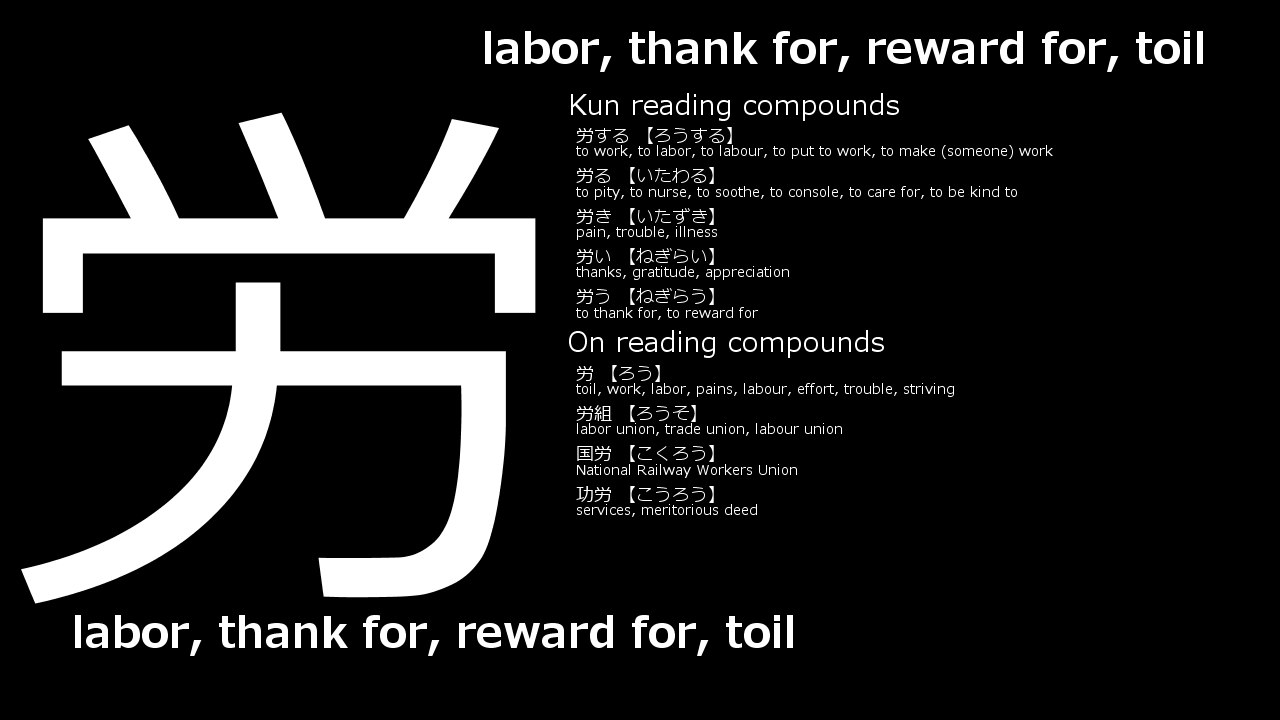 labor, thank for, reward for, toil
労
Kun reading compounds
労する 【ろうする】
to work, to labor, to labour, to put to work, to make (someone) work
労る 【いたわる】
to pity, to nurse, to soothe, to console, to care for, to be kind to
労き 【いたずき】
pain, trouble, illness
労い 【ねぎらい】
thanks, gratitude, appreciation
労う 【ねぎらう】
to thank for, to reward for
On reading compounds
労 【ろう】
toil, work, labor, pains, labour, effort, trouble, striving
労組 【ろうそ】
labor union, trade union, labour union
国労 【こくろう】
National Railway Workers Union
功労 【こうろう】
services, meritorious deed
labor, thank for, reward for, toil